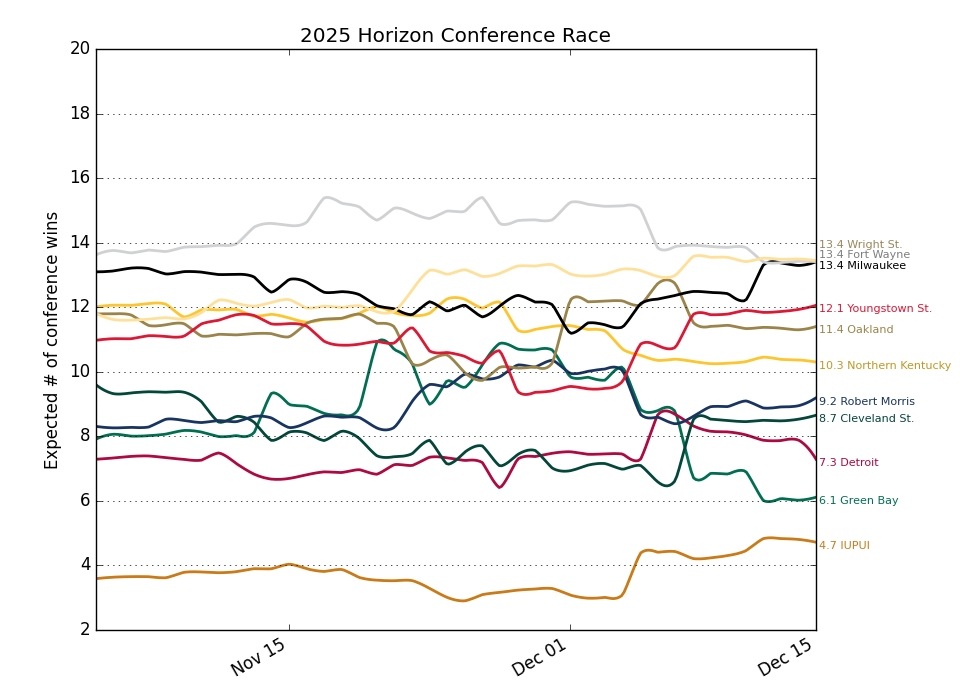 2025 Horizon Conference Race
Expected # of conference wins
20
18
16
14
12
10
8
6
4
2
13.4 Wright St.
13.4 Fort Wayne
13.4 Milwaukee
12.1 Youngstown St.
11.4 Oakland
10.3 Northern Kentucky
9.2 Robert Morris
8.7 Cleveland St.
7.3 Detroit
6.1 Green Bay
4.7 IUPUI
Nov 15
Dec 01
Dec 15